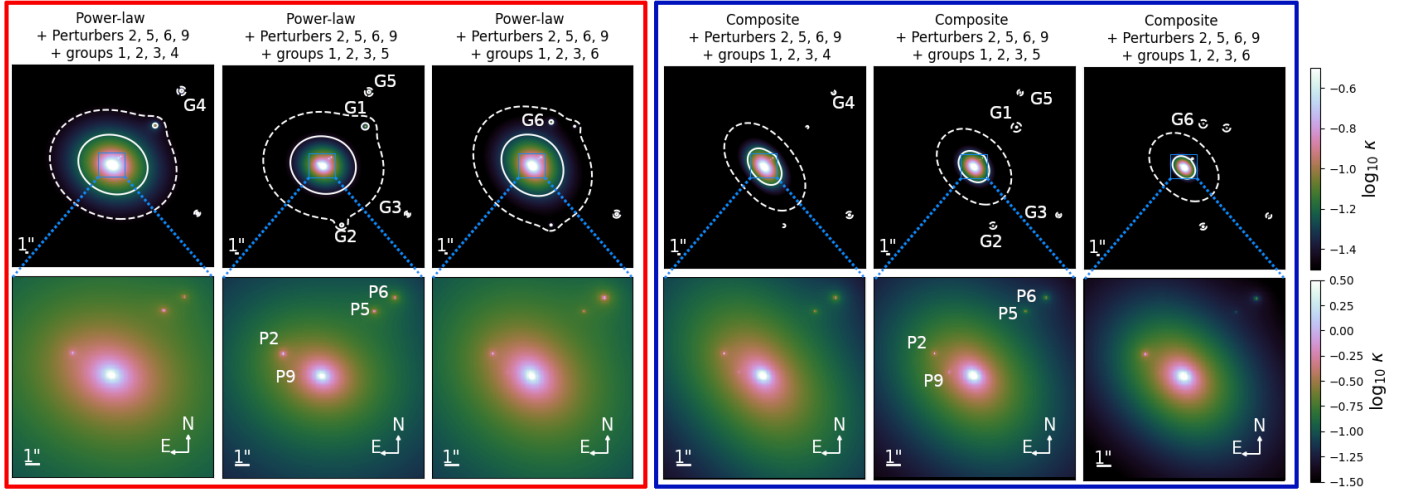 Power-law
+ Perturbers 2, 5, 6, 9
+ groups 1, 2, 3, 4
Power-law
+ Perturbers 2, 5, 6, 9
+ groups 1, 2, 3, 5
Power-law
+ Perturbers 2, 5, 6, 9
+ groups 1, 2, 3, 6
Composite
+ Perturbers 2, 5, 6, 9
+ groups 1, 2, 3, 4
Composite
+ Perturbers 2, 5, 6, 9
+ groups 1, 2, 3, 5
Composite
+ Perturbers 2, 5, 6, 9
+ groups 1, 2, 3, 6
G4
1"
G5
G1
G3
G2
1"
G6
1"
G4
1"
G5
G1
G3
G2
1"
G6
1"
−0.6
−0.8
−1.0
−1.2
−1.4
log₁₀ κ
N
E
1"
P6
P5
P2
P9
N
E
1"
N
E
1"
N
E
1"
P6
P5
P2
P9
N
E
1"
N
E
1"
0.50
0.25
0.00
−0.25
−0.50
−0.75
−1.00
−1.25
−1.50
log₁₀ κ